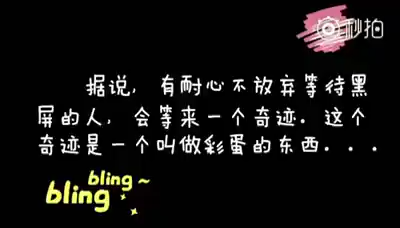 秒拍
据说，有耐心不放弃等待黑
屏的人，会等来一个奇迹．这个
奇迹是一个叫做彩蛋的东西．．．
bling~
bling